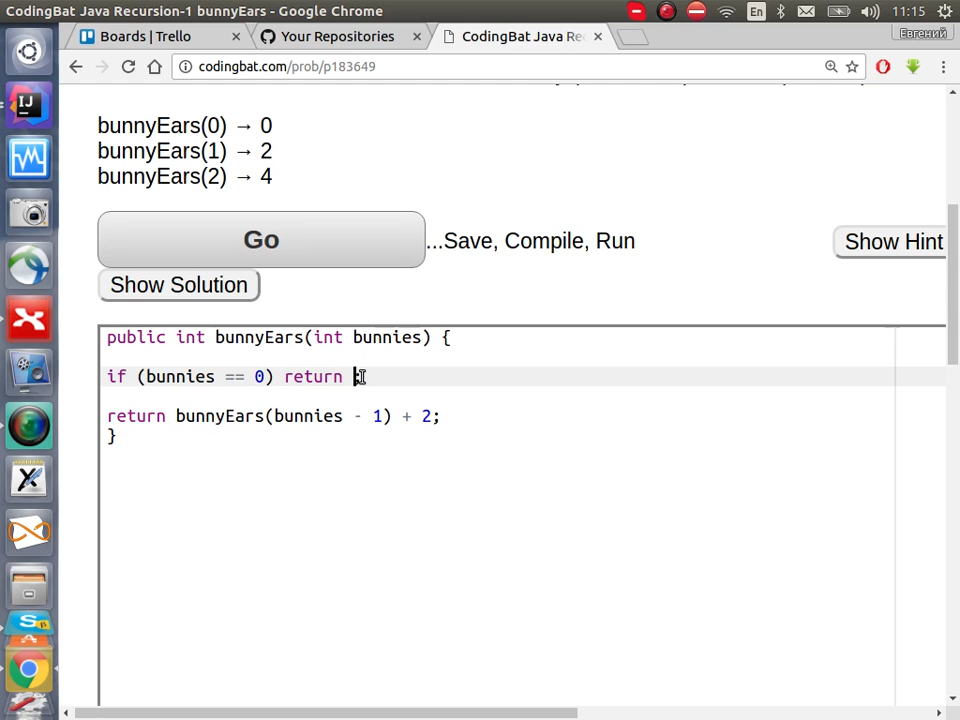 CodingBat Java Recursion-1 bunnyEars - Google Chrome
En
11:15
Boards | Trello
Your Repositories
CodingBat Java Re
Евгений
codingbat.com/prob/p183649
bunnyEars(0) → 0
bunnyEars(1) → 2
bunnyEars(2) → 4
Go
...Save, Compile, Run
Show Hint
Show Solution
public int bunnyEars(int bunnies) {
if (bunnies == 0) return ;
return bunnyEars(bunnies - 1) + 2;
}